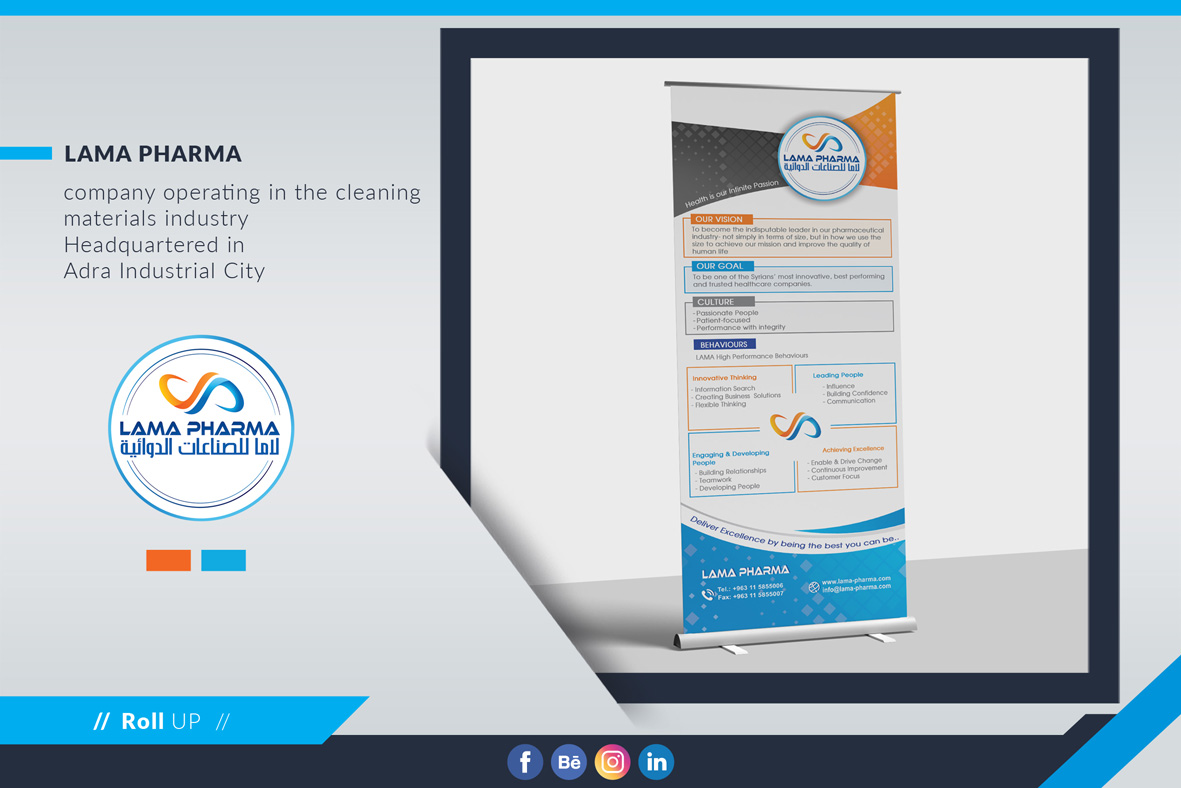 LAMA PHARMA
company operating in the cleaning
materials industry
Headquartered in
Adra Industrial City
LAMA PHARMA
لاما للصناعات الدوائية
// Roll UP //
LAMA PHARMA
لاما للصناعات الدوائية
Health is our Infinite Passion
OUR VISION
To become the indisputable leader in our pharmaceutical
industry- not simply in terms of size, but in how we use the
size to achieve our mission and improve the quality of
human life
OUR GOAL
To be one of the Syrians' most innovative, best performing
and trusted healthcare companies.
CULTURE
-Passionate People
-Patient-focused
-Performance with integrity
BEHAVIOURS
LAMA High Performance Behaviours
Innovative Thinking
- Information Search
- Creating Business Solutions
- Flexible Thinking
Leading People
- Influence
- Building Confidence
- Communication
Engaging & Developing
People
- Building Relationships
- Teamwork
- Developing People
Achieving Excellence
- Enable & Drive Change
- Continuous Improvement
- Customer Focus
Deliver Excellence by being the best you can be..
LAMA PHARMA
Tel.: +963 11 5855006
Fax: +963 11 5855007
www.lama-pharma.com
info@lama-pharma.com
f
Bē
in